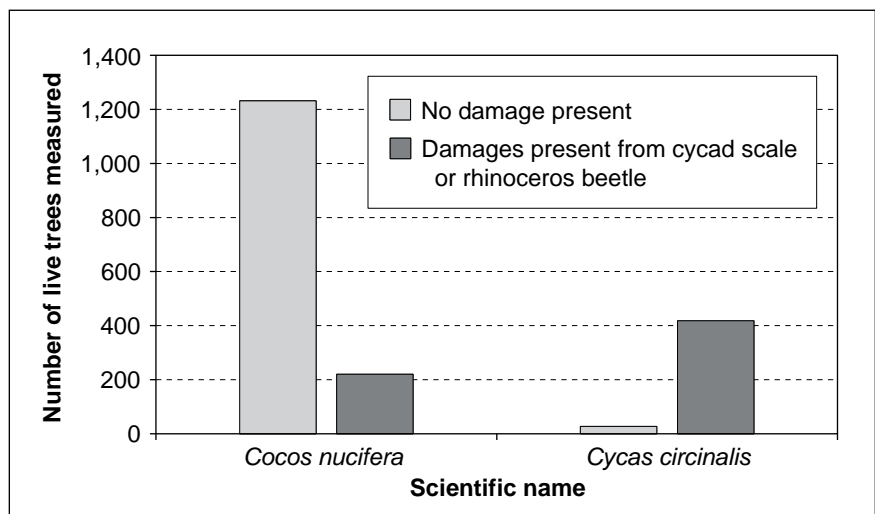 Number of live trees measured
1,400
1,200
1,000
800
600
400
200
0
No damage present
Damages present from cycad scale
or rhinoceros beetle
Cocos nucifera
Cycas circinalis
Scientific name